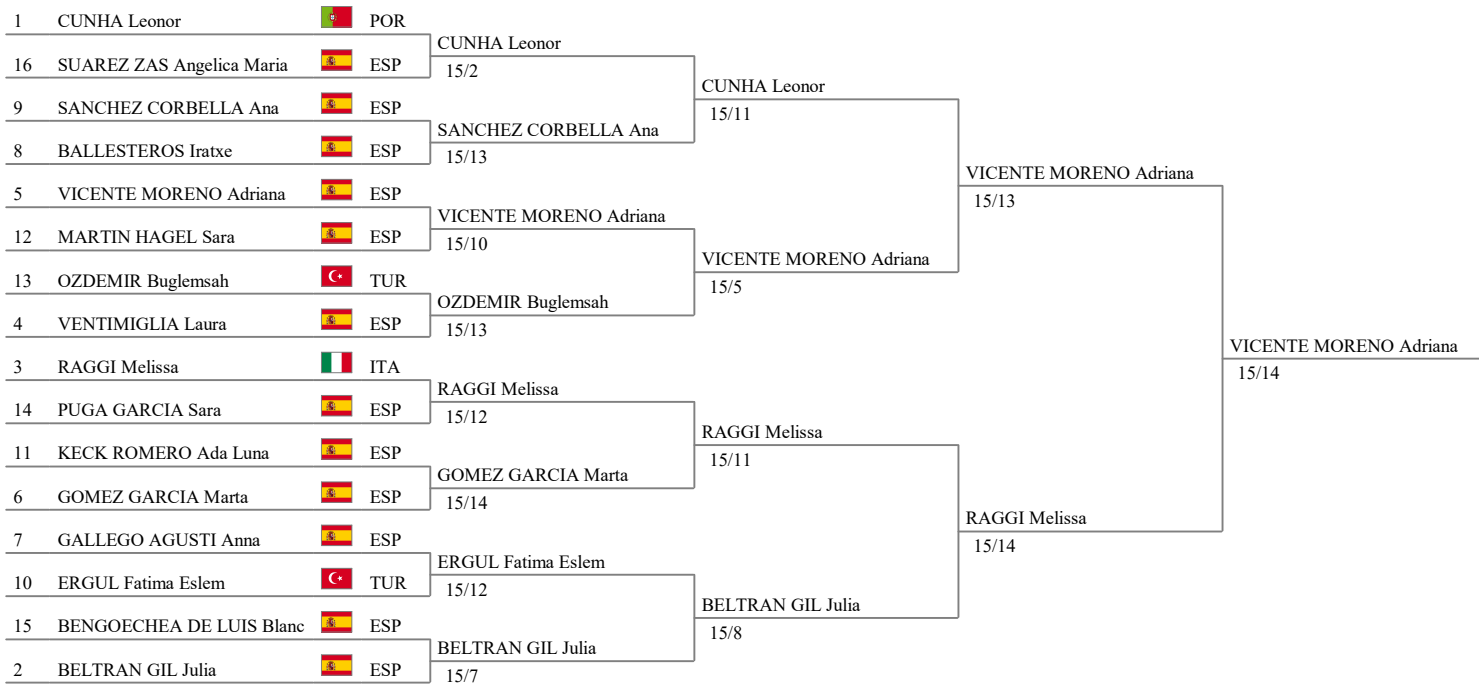 1 CUNHA Leonor POR
16 SUAREZ ZAS Angelica Maria ESP
9 SANCHEZ CORBELLA Ana ESP
8 BALLESTEROS Iratxe ESP
5 VICENTE MORENO Adriana ESP
12 MARTIN HAGEL Sara ESP
13 OZDEMIR Buglemsah TUR
4 VENTIMIGLIA Laura ESP
3 RAGGI Melissa ITA
14 PUGA GARCIA Sara ESP
11 KECK ROMERO Ada Luna ESP
6 GOMEZ GARCIA Marta ESP
7 GALLEGO AGUSTI Anna ESP
10 ERGUL Fatima Eslem TUR
15 BENGOECHEA DE LUIS Blanc ESP
2 BELTRAN GIL Julia ESP
CUNHA Leonor
15/2
SANCHEZ CORBELLA Ana
15/13
VICENTE MORENO Adriana
15/10
OZDEMIR Buglemsah
15/13
RAGGI Melissa
15/12
GOMEZ GARCIA Marta
15/14
ERGUL Fatima Eslem
15/12
BELTRAN GIL Julia
15/7
CUNHA Leonor
15/11
VICENTE MORENO Adriana
15/5
RAGGI Melissa
15/11
BELTRAN GIL Julia
15/8
VICENTE MORENO Adriana
15/13
RAGGI Melissa
15/14
VICENTE MORENO Adriana
15/14